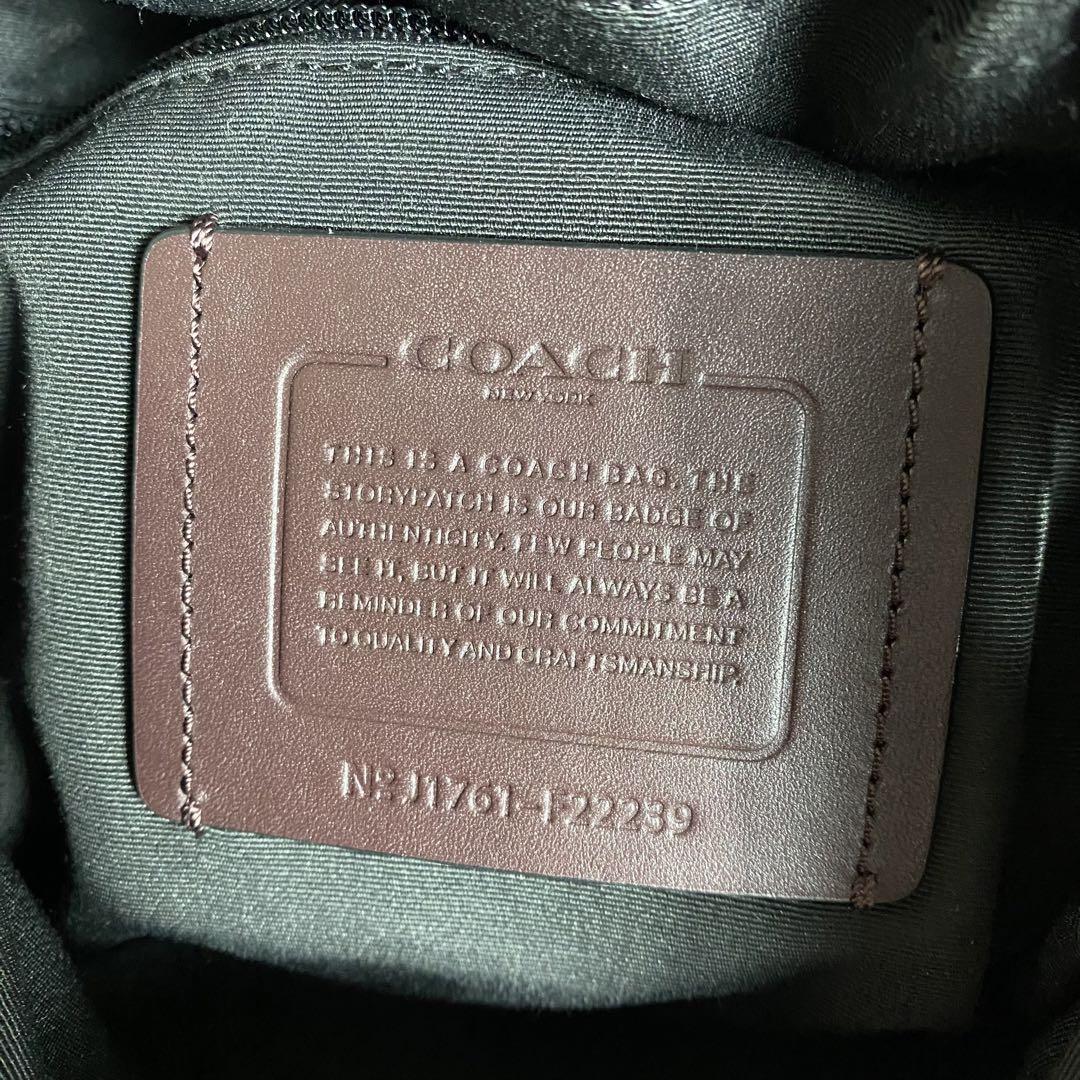 COACH
NEW YORK
THIS IS A COACH BAG. THE
STORYPATCH IS OUR BADGE OF
AUTHENTICITY. FEW PEOPLE MAY
SEE IT, BUT IT WILL ALWAYS BE A
REMINDER OF OUR COMMITMENT
TO QUALITY AND CRAFTSMANSHIP.
Nº J1761-F22239